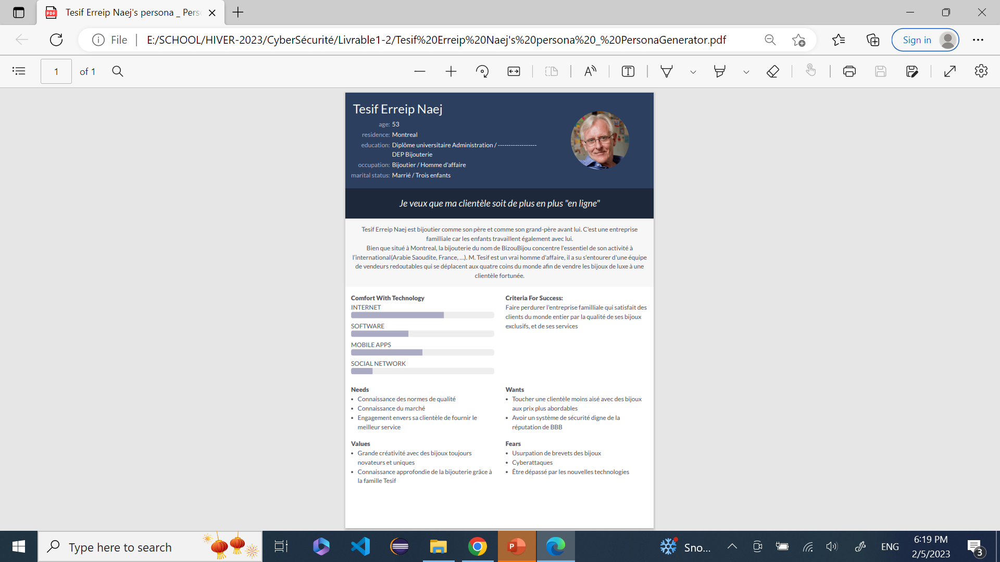 Tesif Erreip Naej's persona _ Pers
File
E:/SCHOOL/HIVER-2023/CyberSécurité/Livrable1-2/Tesif%20Erreip%20Naej's%20persona%20_%20PersonaGenerator.pdf
Sign in
1 of 1
Tesif Erreip Naej
age: 53
residence: Montreal
education: Diplôme universitaire Administration / ------------------
DEP Bijouterie
occupation: Bijoutier / Homme d'affaire
marital status: Marrié / Trois enfants
Je veux que ma clientèle soit de plus en plus "en ligne"
Tesif Erreip Naej est bijoutier comme son père et comme son grand-père avant lui. C'est une entreprise
familliale car les enfants travaillent également avec lui.
Bien que situé à Montreal, la bijouterie du nom de BizouBijou concentre l'essentiel de son activité à
l'international(Arabie Saoudite, France, ...). M. Tesif est un vrai homme d'affaire, il a su s'entourer d'une équipe
de vendeurs redoutables qui se déplacent aux quatre coins du monde afin de vendre les bijoux de luxe à une
clientèle fortunée.
Comfort With Technology
INTERNET
SOFTWARE
MOBILE APPS
SOCIAL NETWORK
Criteria For Success:
Faire perdurer l'entreprise familliale qui satisfait des
clients du monde entier par la qualité de ses bijoux
exclusifs, et de ses services
Needs
• Connaissance des normes de qualité
• Connaissance du marché
• Engagement envers sa clientèle de fournir le
meilleur service
Wants
• Toucher une clientèle moins aisé avec des bijoux
aux prix plus abordables
• Avoir un système de sécurité digne de la
réputation de BBB
Values
• Grande créativité avec des bijoux toujours
novateurs et uniques
• Connaissance approfondie de la bijouterie grâce à
la famille Tesif
Fears
• Usurpation de brevets des bijoux
• Cyberattaques
• Être dépassé par les nouvelles technologies
Type here to search
Sno...
ENG
6:19 PM
2/5/2023
3